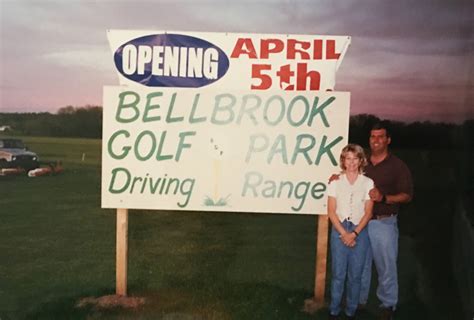 OPENING
APRIL
5th.
BELLBROOK
GOLF PARK
Driving Range